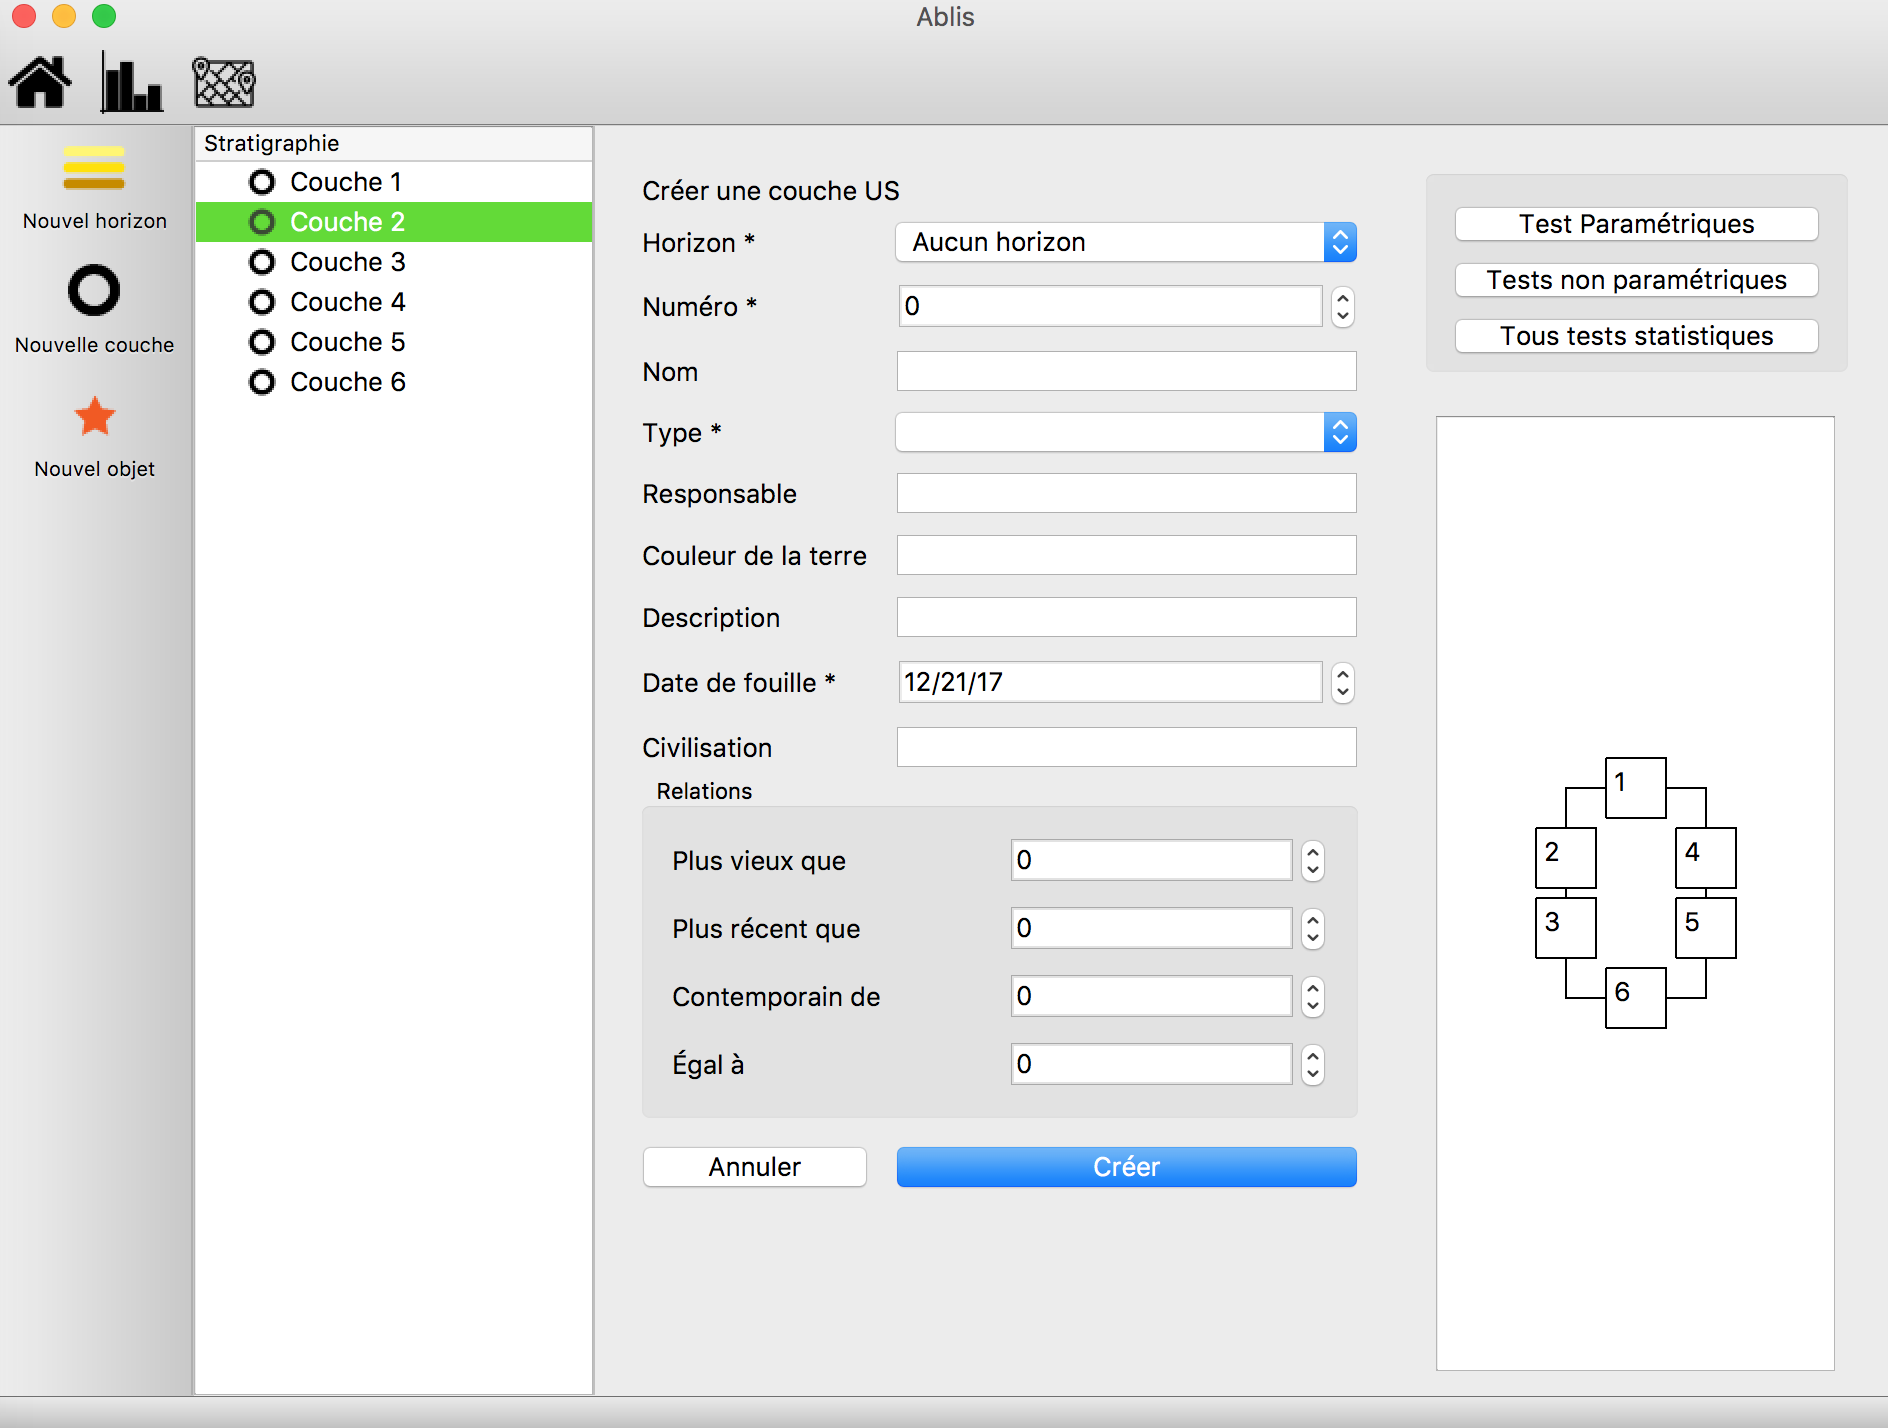 Ablis
Nouvel horizon
Nouvelle couche
Nouvel objet
Stratigraphie
Couche 1
Couche 2
Couche 3
Couche 4
Couche 5
Couche 6
Créer une couche US
Horizon *
Aucun horizon
Numéro *
0
Nom
Type *
Responsable
Couleur de la terre
Description
Date de fouille *
12/21/17
Civilisation
Relations
Plus vieux que
0
Plus récent que
0
Contemporain de
0
Égal à
0
Annuler
Créer
Test Paramétriques
Tests non paramétriques
Tous tests statistiques
1
2
4
3
5
6